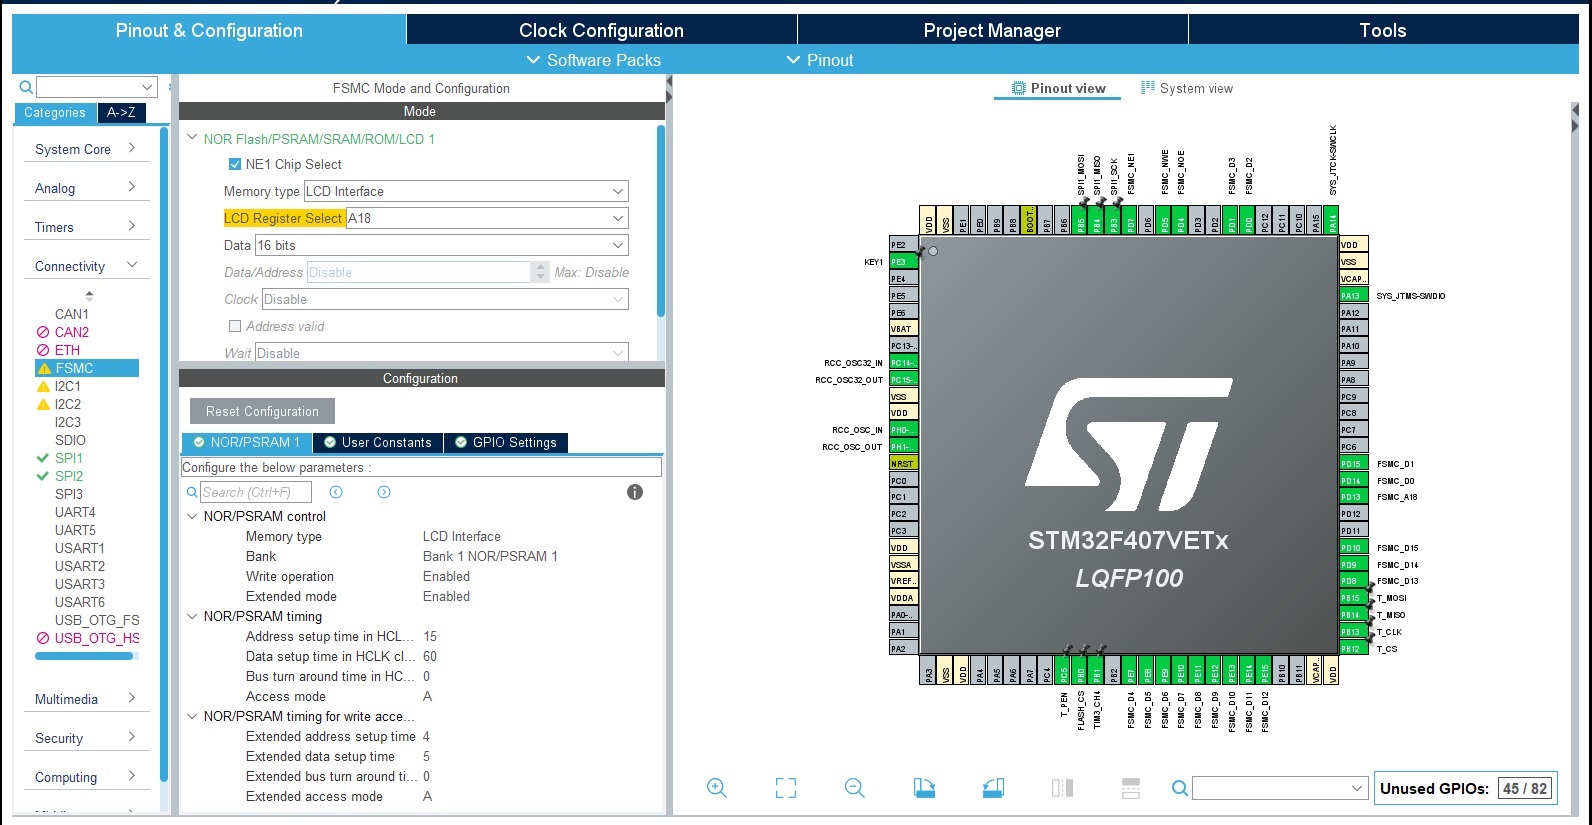 Pinout & Configuration
Clock Configuration
Project Manager
Tools
Software Packs
Pinout
Categories
A->Z
System Core
Analog
Timers
Connectivity
CAN1
CAN2
ETH
FSMC
I2C1
I2C2
I2C3
SDIO
SPI1
SPI2
SPI3
UART4
UART5
USART1
USART2
USART3
USART6
USB_OTG_FS
USB_OTG_HS
Multimedia
Security
Computing
FSMC Mode and Configuration
Mode
NOR Flash/PSRAM/SRAM/ROM/LCD 1
NE1 Chip Select
Memory type LCD Interface
LCD Register Select A18
Data 16 bits
Data/Address Disable Max: Disable
Clock Disable
Address valid
Wait Disable
Configuration
Reset Configuration
NOR/PSRAM 1
User Constants
GPIO Settings
Configure the below parameters :
Search (Ctrl+F)
NOR/PSRAM control
Memory type LCD Interface
Bank Bank 1 NOR/PSRAM 1
Write operation Enabled
Extended mode Enabled
NOR/PSRAM timing
Address setup time in HCL... 15
Data setup time in HCLK cl... 60
Bus turn around time in HC... 0
Access mode A
NOR/PSRAM timing for write acce...
Extended address setup time 4
Extended data setup time 5
Extended bus turn around ti... 0
Extended access mode A
Pinout view
System view
SPI1_MOSI
SPI1_MISO
SPI1_SCK
FSMC_NE1
FSMC_NWE
FSMC_NOE
FSMC_D3
FSMC_D2
SYS_JTCK-SWCLK
VDD
VSS
PE1
PE0
PB9
PB8
BOOT..
PB7
PB6
PB5
PB4
PB3
PD7
PD6
PD5
PD4
PD3
PD2
PD1
PD0
PC12
PC11
PC10
PA15
PA14
PE2
KEY1 PE3
PE4
PE5
PE6
VBAT
PC13-..
RCC_OSC32_IN PC14-..
RCC_OSC32_OUT PC15-..
VSS
VDD
RCC_OSC_IN PH0-..
RCC_OSC_OUT PH1-..
NRST
PC0
PC1
PC2
PC3
VDD
VSSA
VREF..
VDDA
PA0-..
PA1
PA2
STM32F407VETx
LQFP100
VDD
VSS
VCAP..
PA13 SYS_JTMS-SWDIO
PA12
PA11
PA10
PA9
PA8
PC9
PC8
PC7
PC6
PD15 FSMC_D1
PD14 FSMC_D0
PD13 FSMC_A18
PD12
PD11
PD10 FSMC_D15
PD9 FSMC_D14
PD8 FSMC_D13
PB15 T_MOSI
PB14 T_MISO
PB13 T_CLK
PB12 T_CS
PA3
VSS
VDD
PA4
PA5
PA6
PA7
PC4
PC5
PB0
PB1
PB2
PE7
PE8
PE9
PE10
PE11
PE12
PE13
PE14
PE15
PB10
PB11
VCAP..
VDD
T_PEN
FLASH_CS
TIM3_CH4
FSMC_D4
FSMC_D5
FSMC_D6
FSMC_D7
FSMC_D8
FSMC_D9
FSMC_D10
FSMC_D11
FSMC_D12
Unused GPIOs: 45 / 82